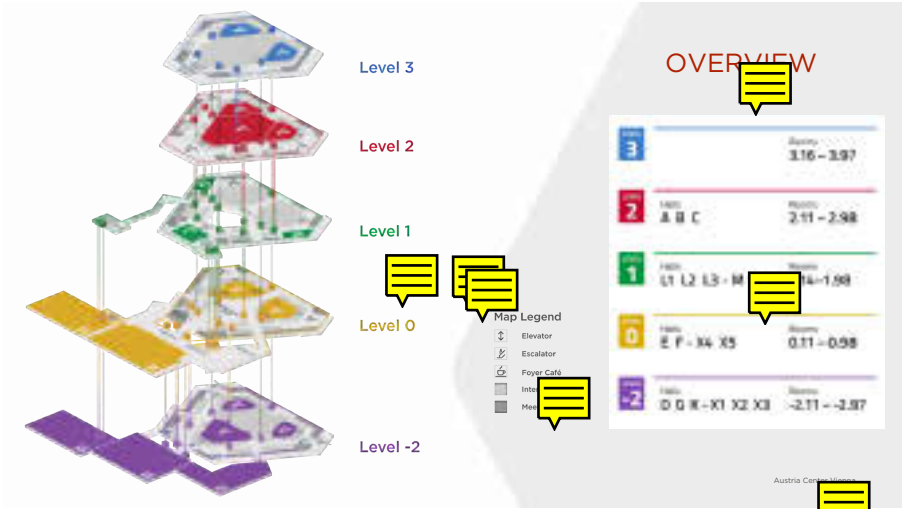 Level 3
Level 2
Level 1
Level 0
Level -2
OVERVIEW
3
Rooms
3.16 – 3.97
2
Halls
A B C
Rooms
2.11 – 2.98
1
Halls
L1 L2 L3 - M
Rooms
0
E F - X4 X5
0.11 – 0.98
-2
Halls
D G K - X1 X2 X3
Rooms
-2.11 – -2.97
Map Legend
Elevator
Escalator
Foyer Café
Austria Center Vienna